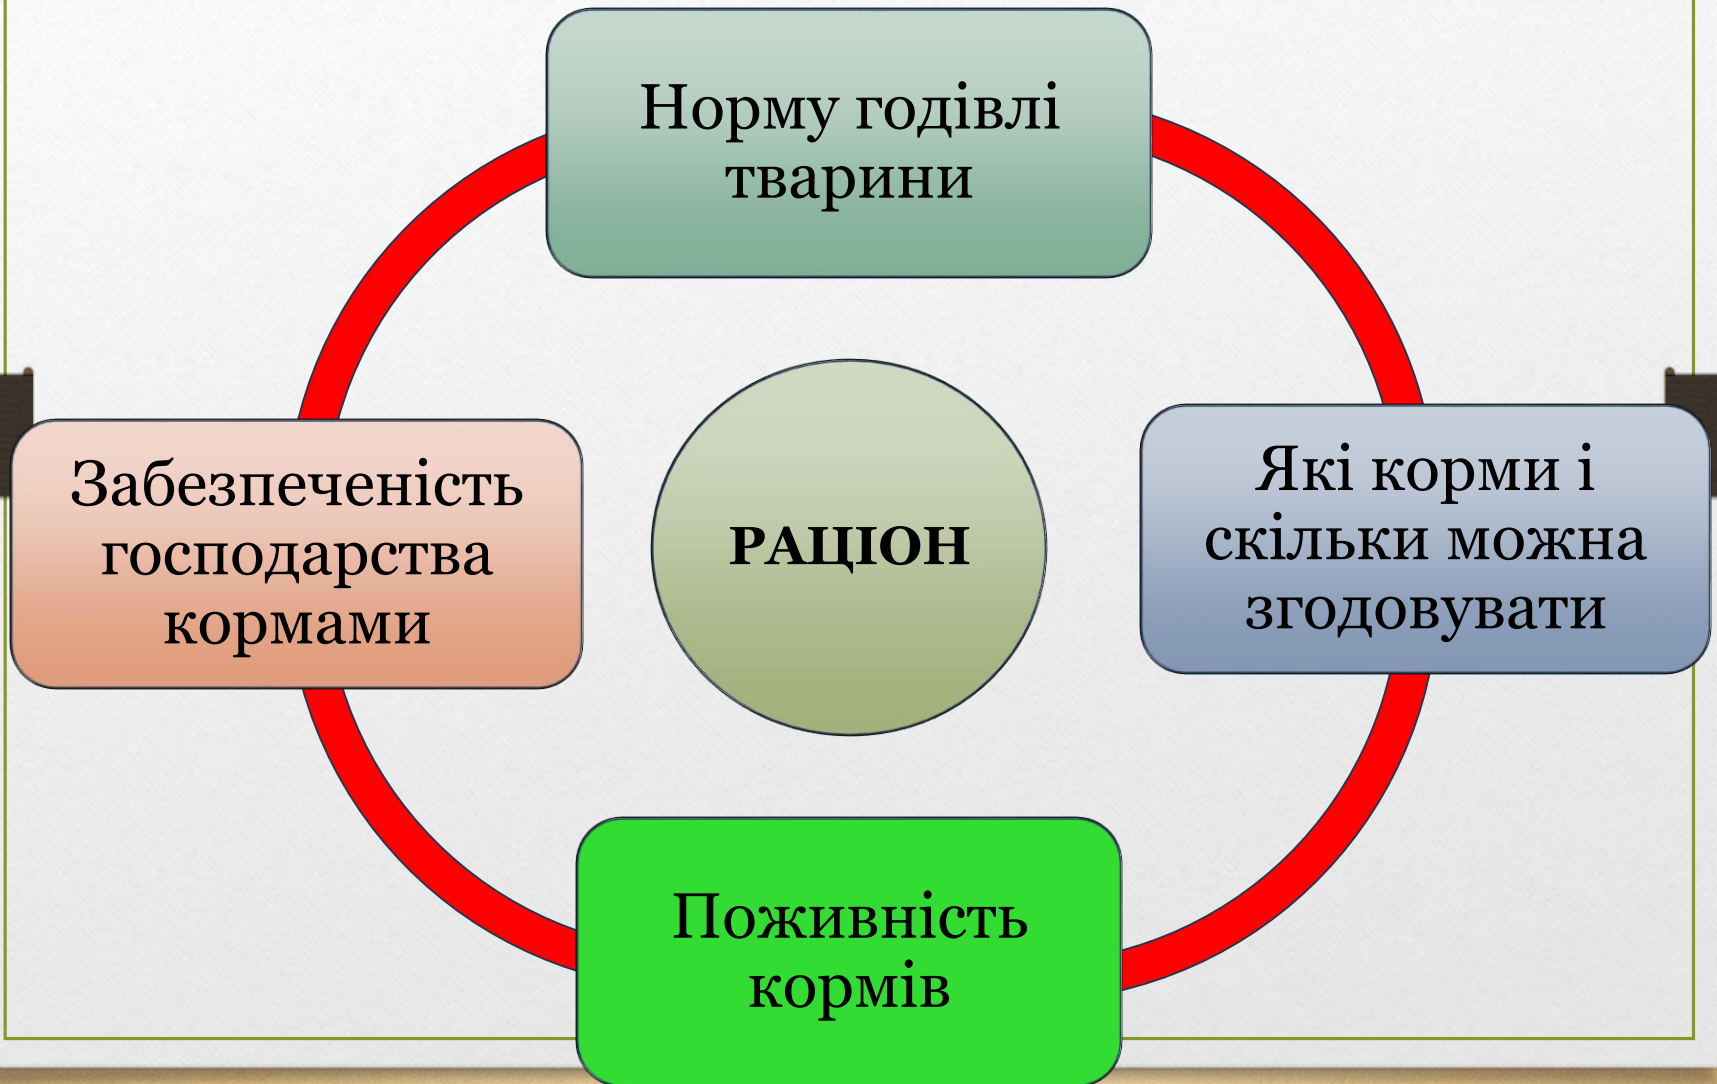 Норму годівлі
тварини
Забезпеченість
господарства
кормами
РАЦІОН
Які корми і
скільки можна
згодовувати
Поживність
кормів